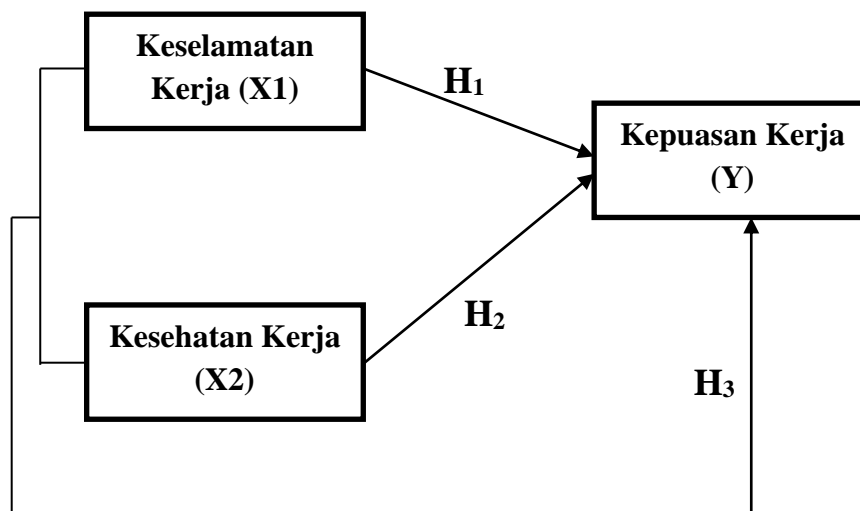 Keselamatan
Kerja (X1)
H₁
Kepuasan Kerja
(Y)
Kesehatan Kerja
(X2)
H₂
H₃